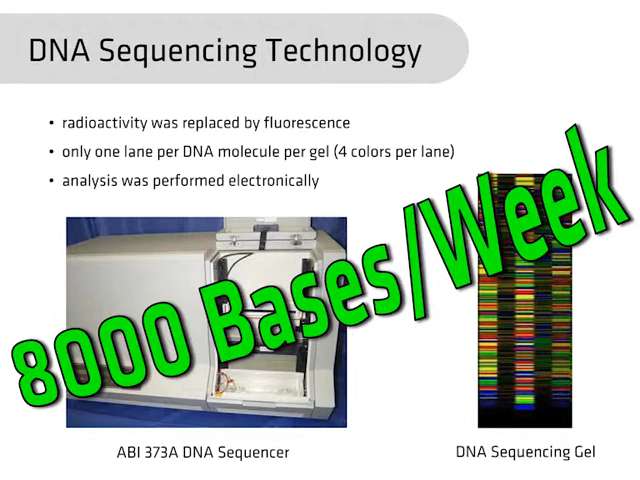 DNA Sequencing Technology
• radioactivity was replaced by fluorescence
• only one lane per DNA molecule per gel (4 colors per lane)
• analysis was performed electronically
8000 Bases/Week
ABI 373A DNA Sequencer
DNA Sequencing Gel